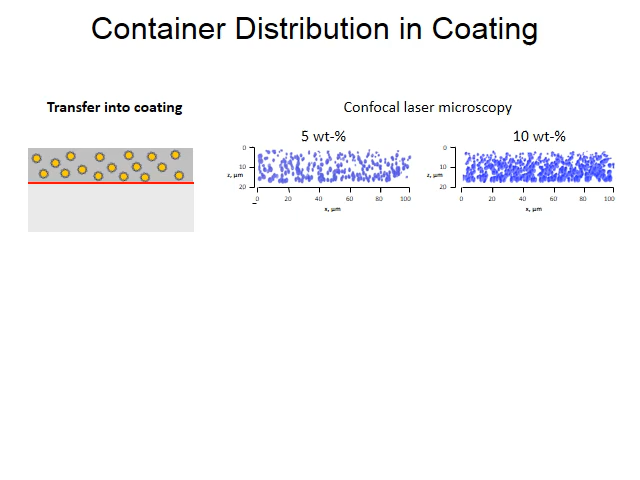 Container Distribution in Coating
Transfer into coating
Confocal laser microscopy
5 wt-%
10 wt-%
0
10
20
z, µm
0
20
40
60
80
100
x, µm
0
10
20
z, µm
0
20
40
60
80
100
x, µm